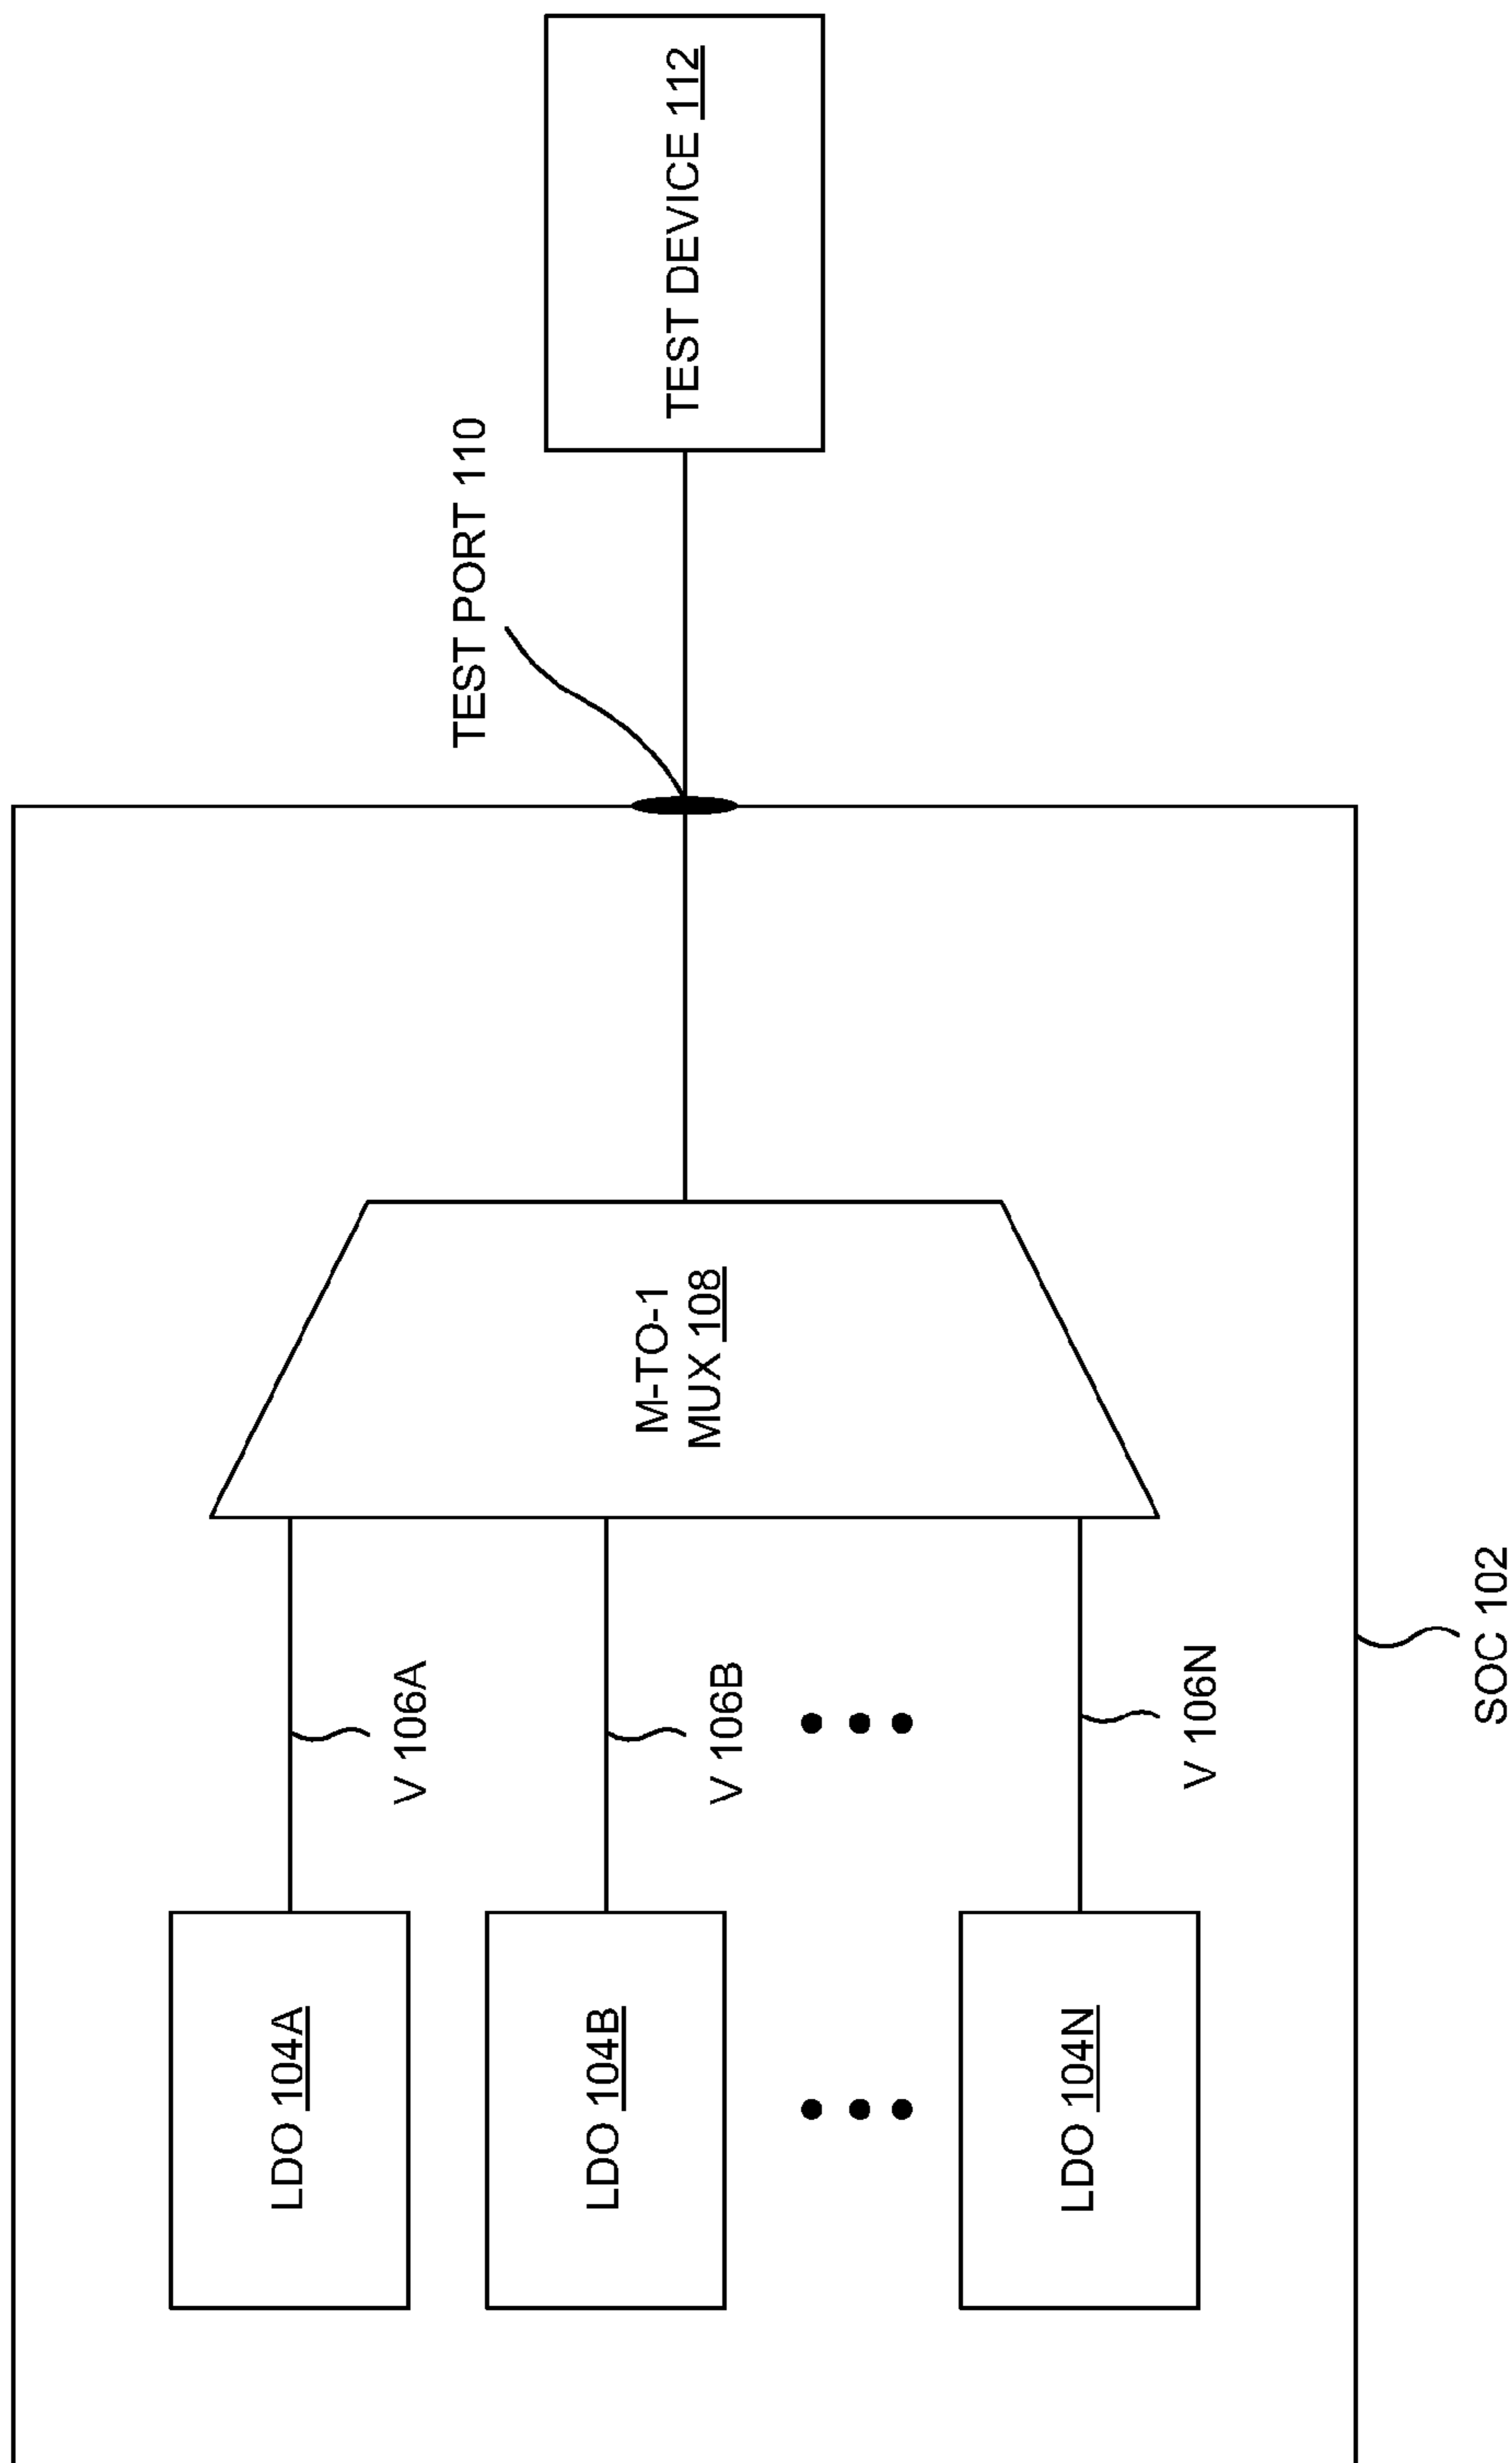 LDO 104A
V 106A
LDO 104B
V 106B
LDO 104N
V 106N
M-TO-1
MUX 108
TEST PORT 110
TEST DEVICE 112
SOC 102